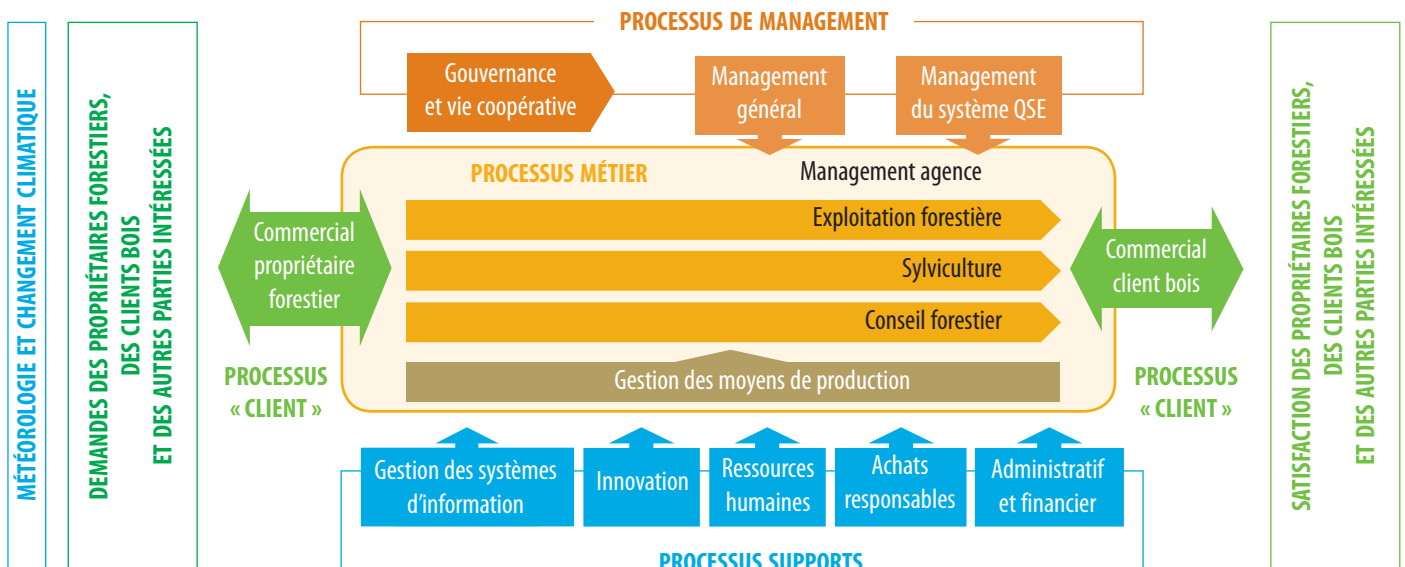 PROCESSUS DE MANAGEMENT
Gouvernance
et vie coopérative
Management
général
Management
du système QSE
MÉTÉOROLOGIE ET CHANGEMENT CLIMATIQUE
DEMANDES DES PROPRIÉTAIRES FORESTIERS,
DES CLIENTS BOIS
ET DES AUTRES PARTIES INTÉRESSÉES
Commercial
propriétaire
forestier
PROCESSUS
« CLIENT »
PROCESSUS MÉTIER
Management agence
Exploitation forestière
Sylviculture
Conseil forestier
Gestion des moyens de production
Commercial
client bois
PROCESSUS
« CLIENT »
SATISFACTION DES PROPRIÉTAIRES FORESTIERS,
DES CLIENTS BOIS
ET DES AUTRES PARTIES INTÉRESSÉES
Gestion des systèmes
d’information
Innovation
Ressources
humaines
Achats
responsables
Administratif
et financier
PROCESSUS SUPPORTS